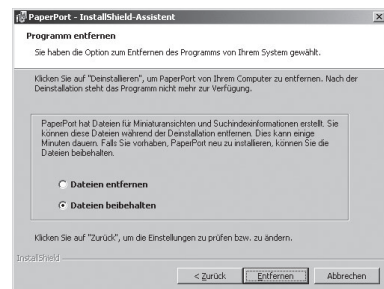 PaperPort - InstallShield-Assistent
Programm entfernen
Sie haben die Option zum Entfernen des Programms von Ihrem System gewählt.
Klicken Sie auf "Deinstallieren", um PaperPort von Ihrem Computer zu entfernen. Nach der
Deinstallation steht das Programm nicht mehr zur Verfügung.
PaperPort hat Dateien für Miniaturansichten und Suchindexinformationen erstellt. Sie
können diese Dateien während der Deinstallation entfernen. Dies kann einige
Minuten dauern. Falls Sie vorhaben, PaperPort neu zu installieren, können Sie die
Dateien beibehalten.
Dateien entfernen
Dateien beibehalten
Klicken Sie auf "Zurück", um die Einstellungen zu prüfen bzw. zu ändern.
InstallShield
< Zurück Entfernen Abbrechen